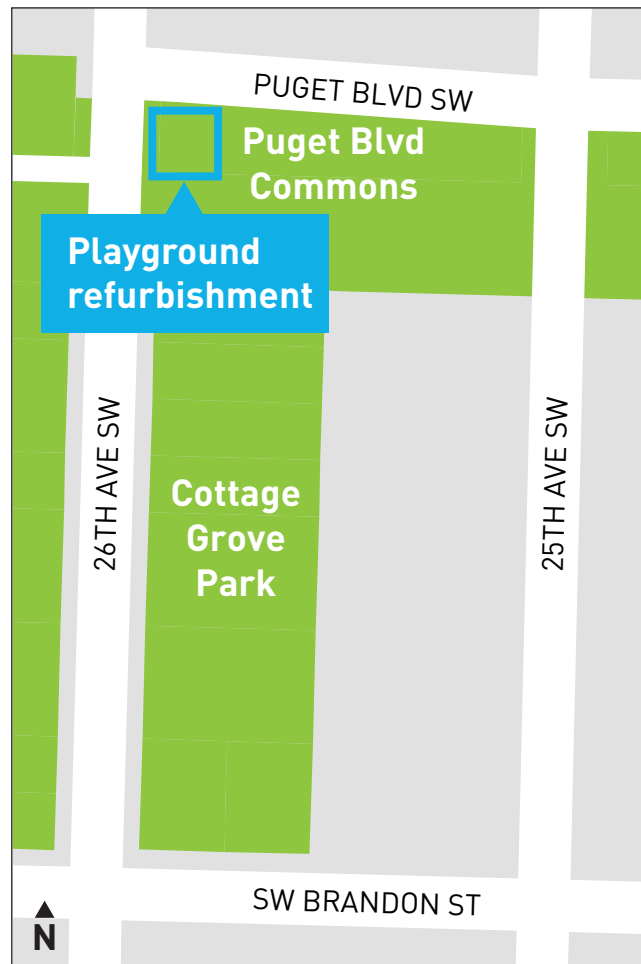 PUGET BLVD SW
Puget Blvd
Commons
Playground
refurbishment
26TH AVE SW
25TH AVE SW
Cottage
Grove
Park
SW BRANDON ST
N